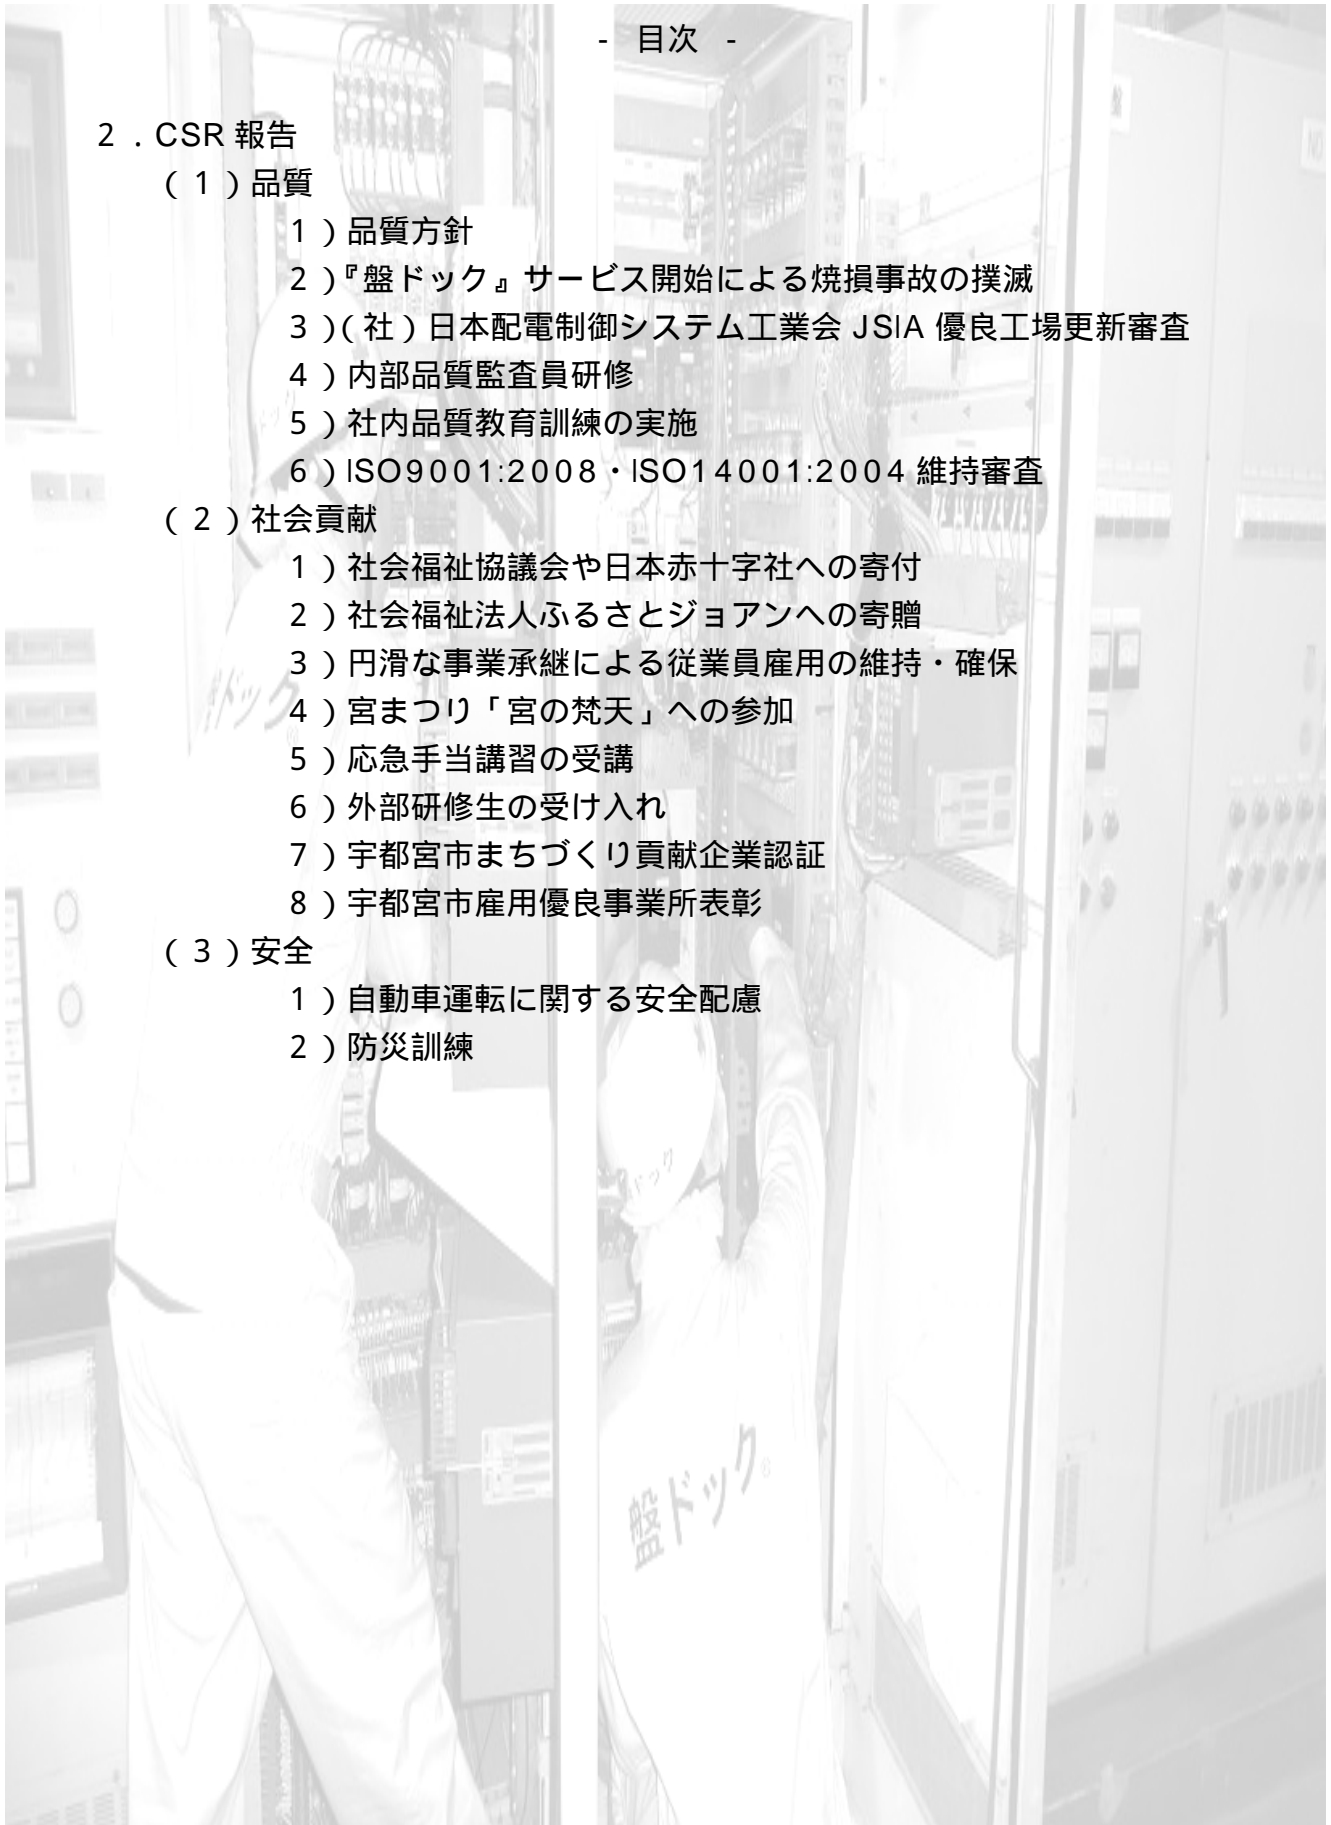 - 目次 -
２．CSR 報告
（１）品質
１）品質方針
２）『盤ドック』サービス開始による焼損事故の撲滅
３）（社）日本配電制御システム工業会 JSIA 優良工場更新審査
４）内部品質監査員研修
５）社内品質教育訓練の実施
６）ISO9001:2008・ISO14001:2004 維持審査
（２）社会貢献
１）社会福祉協議会や日本赤十字社への寄付
２）社会福祉法人ふるさとジョアンへの寄贈
３）円滑な事業承継による従業員雇用の維持・確保
４）宮まつり「宮の梵天」への参加
５）応急手当講習の受講
６）外部研修生の受け入れ
７）宇都宮市まちづくり貢献企業認証
８）宇都宮市雇用優良事業所表彰
（３）安全
１）自動車運転に関する安全配慮
２）防災訓練
盤ドック®